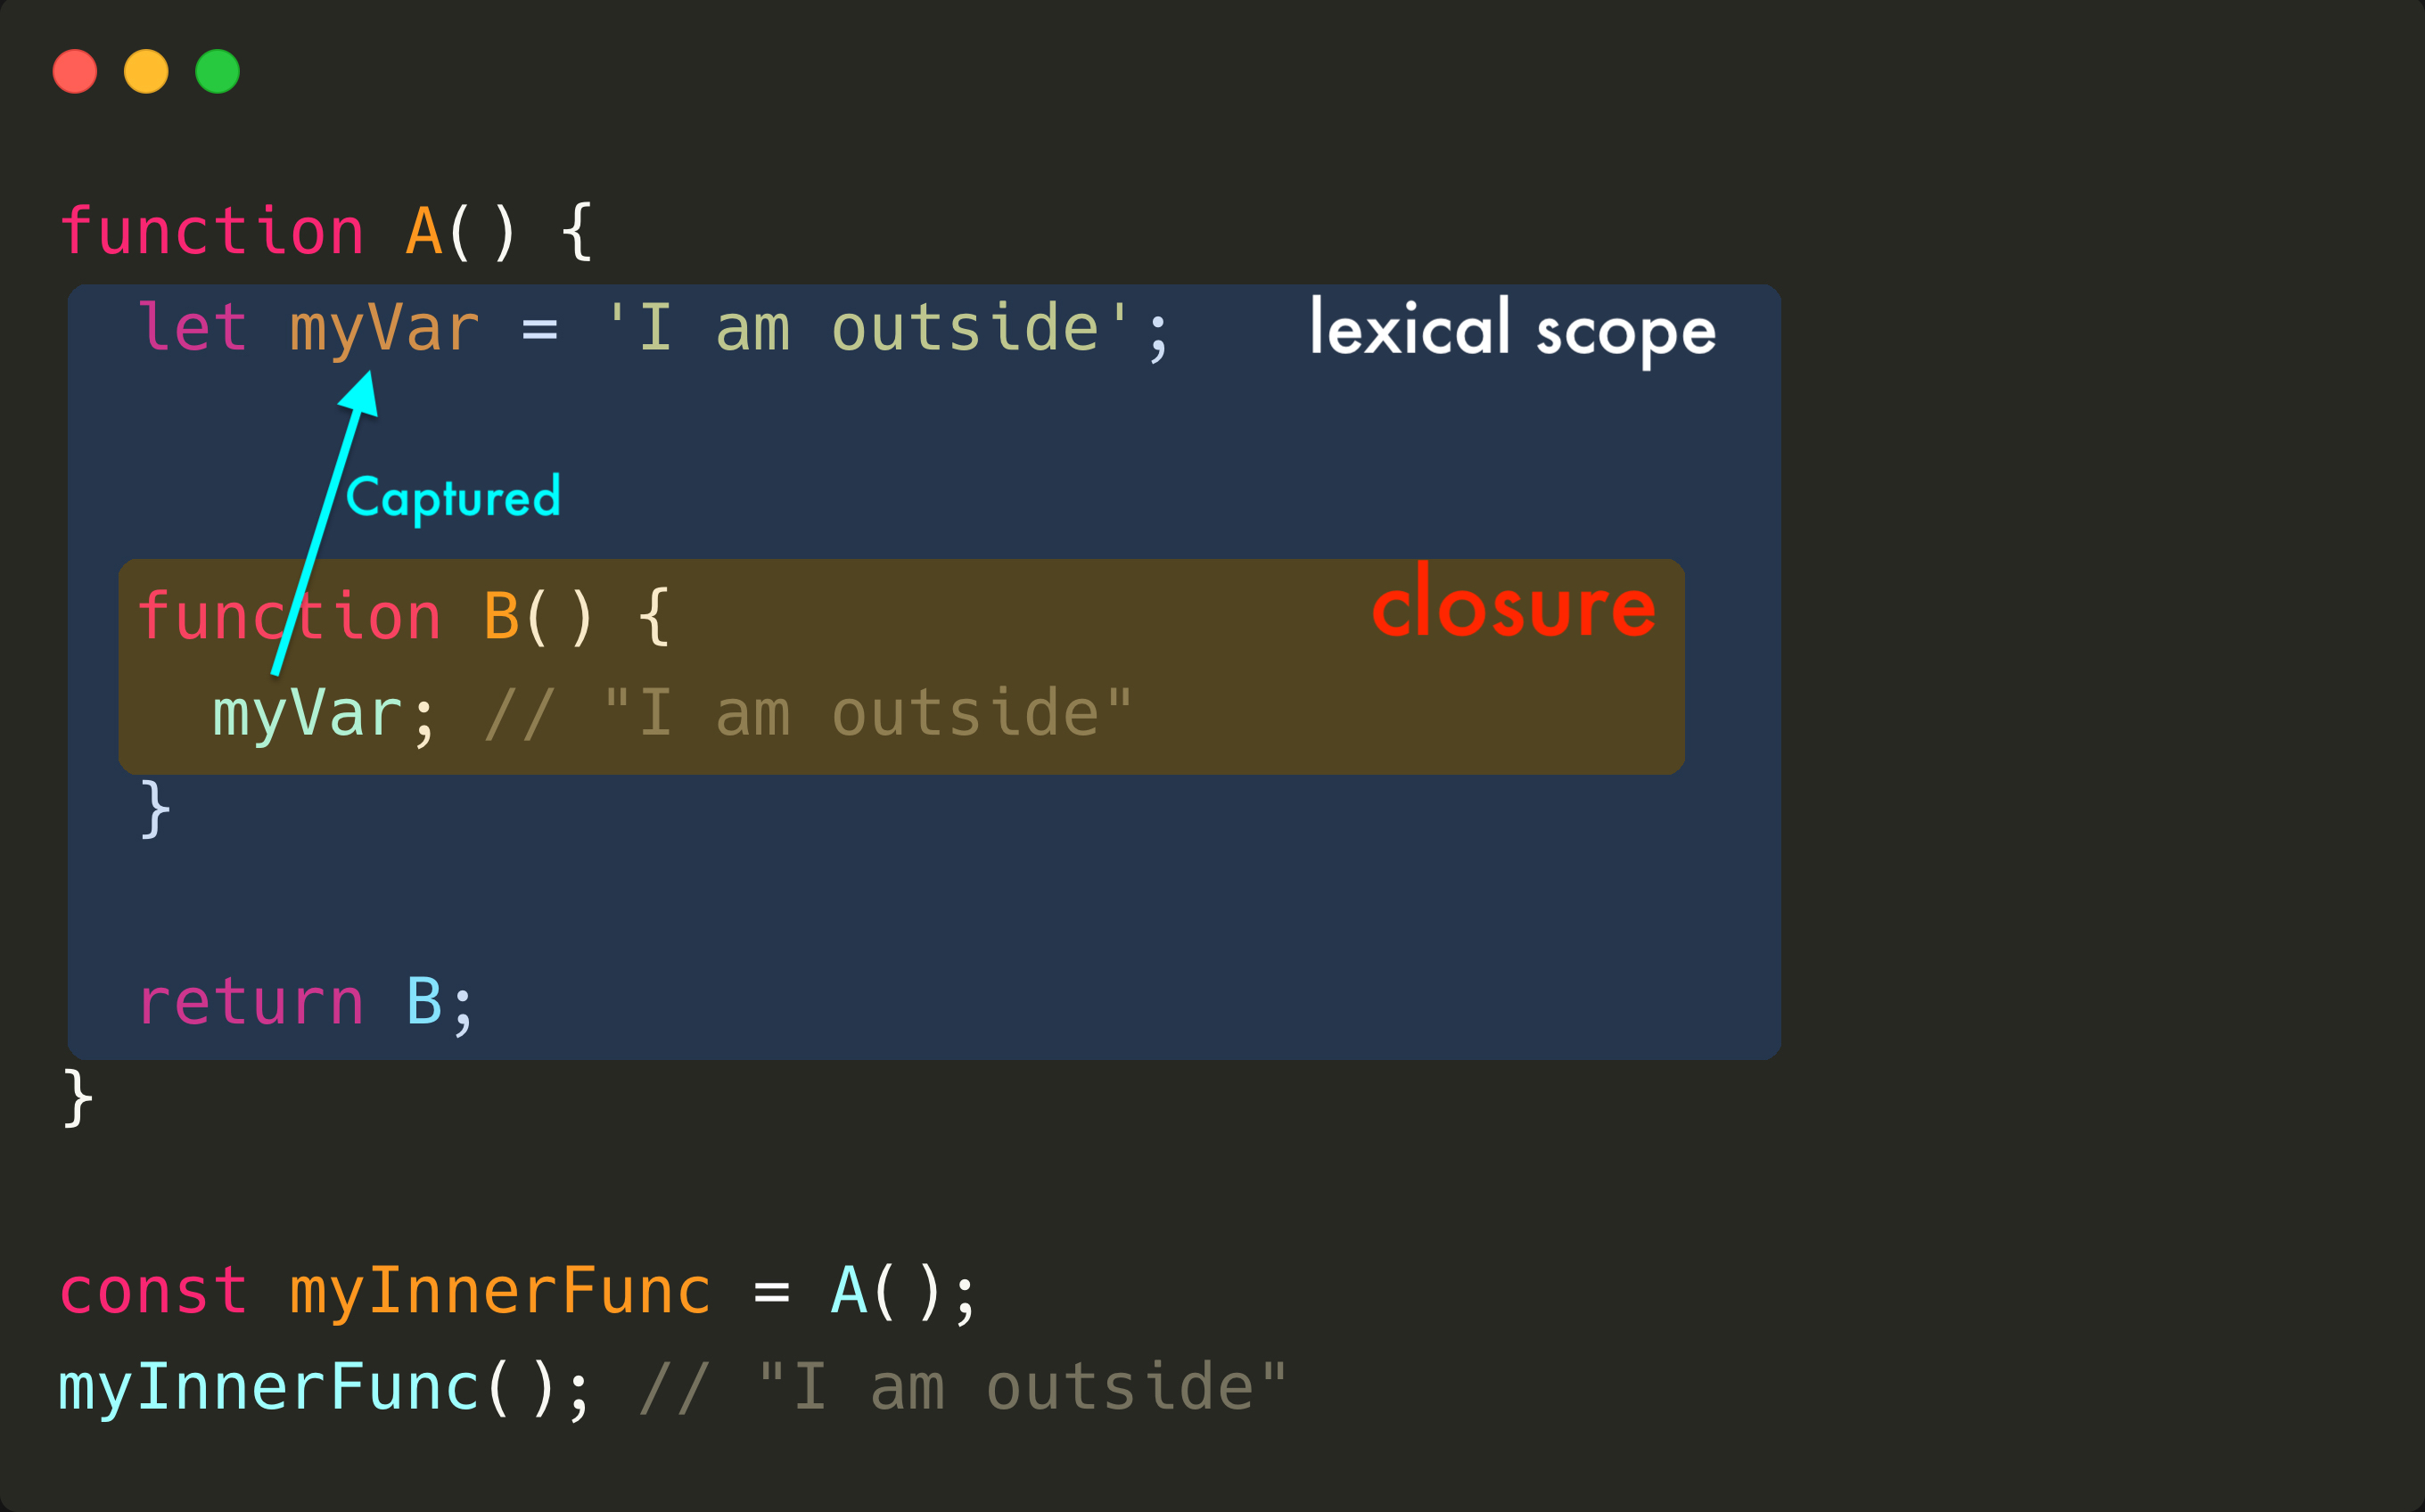 function A() {
let myVar = 'I am outside'; lexical scope
Captured
function B() { closure
myVar; // "I am outside"
}
return B;
}
const myInnerFunc = A();
myInnerFunc(); // "I am outside"